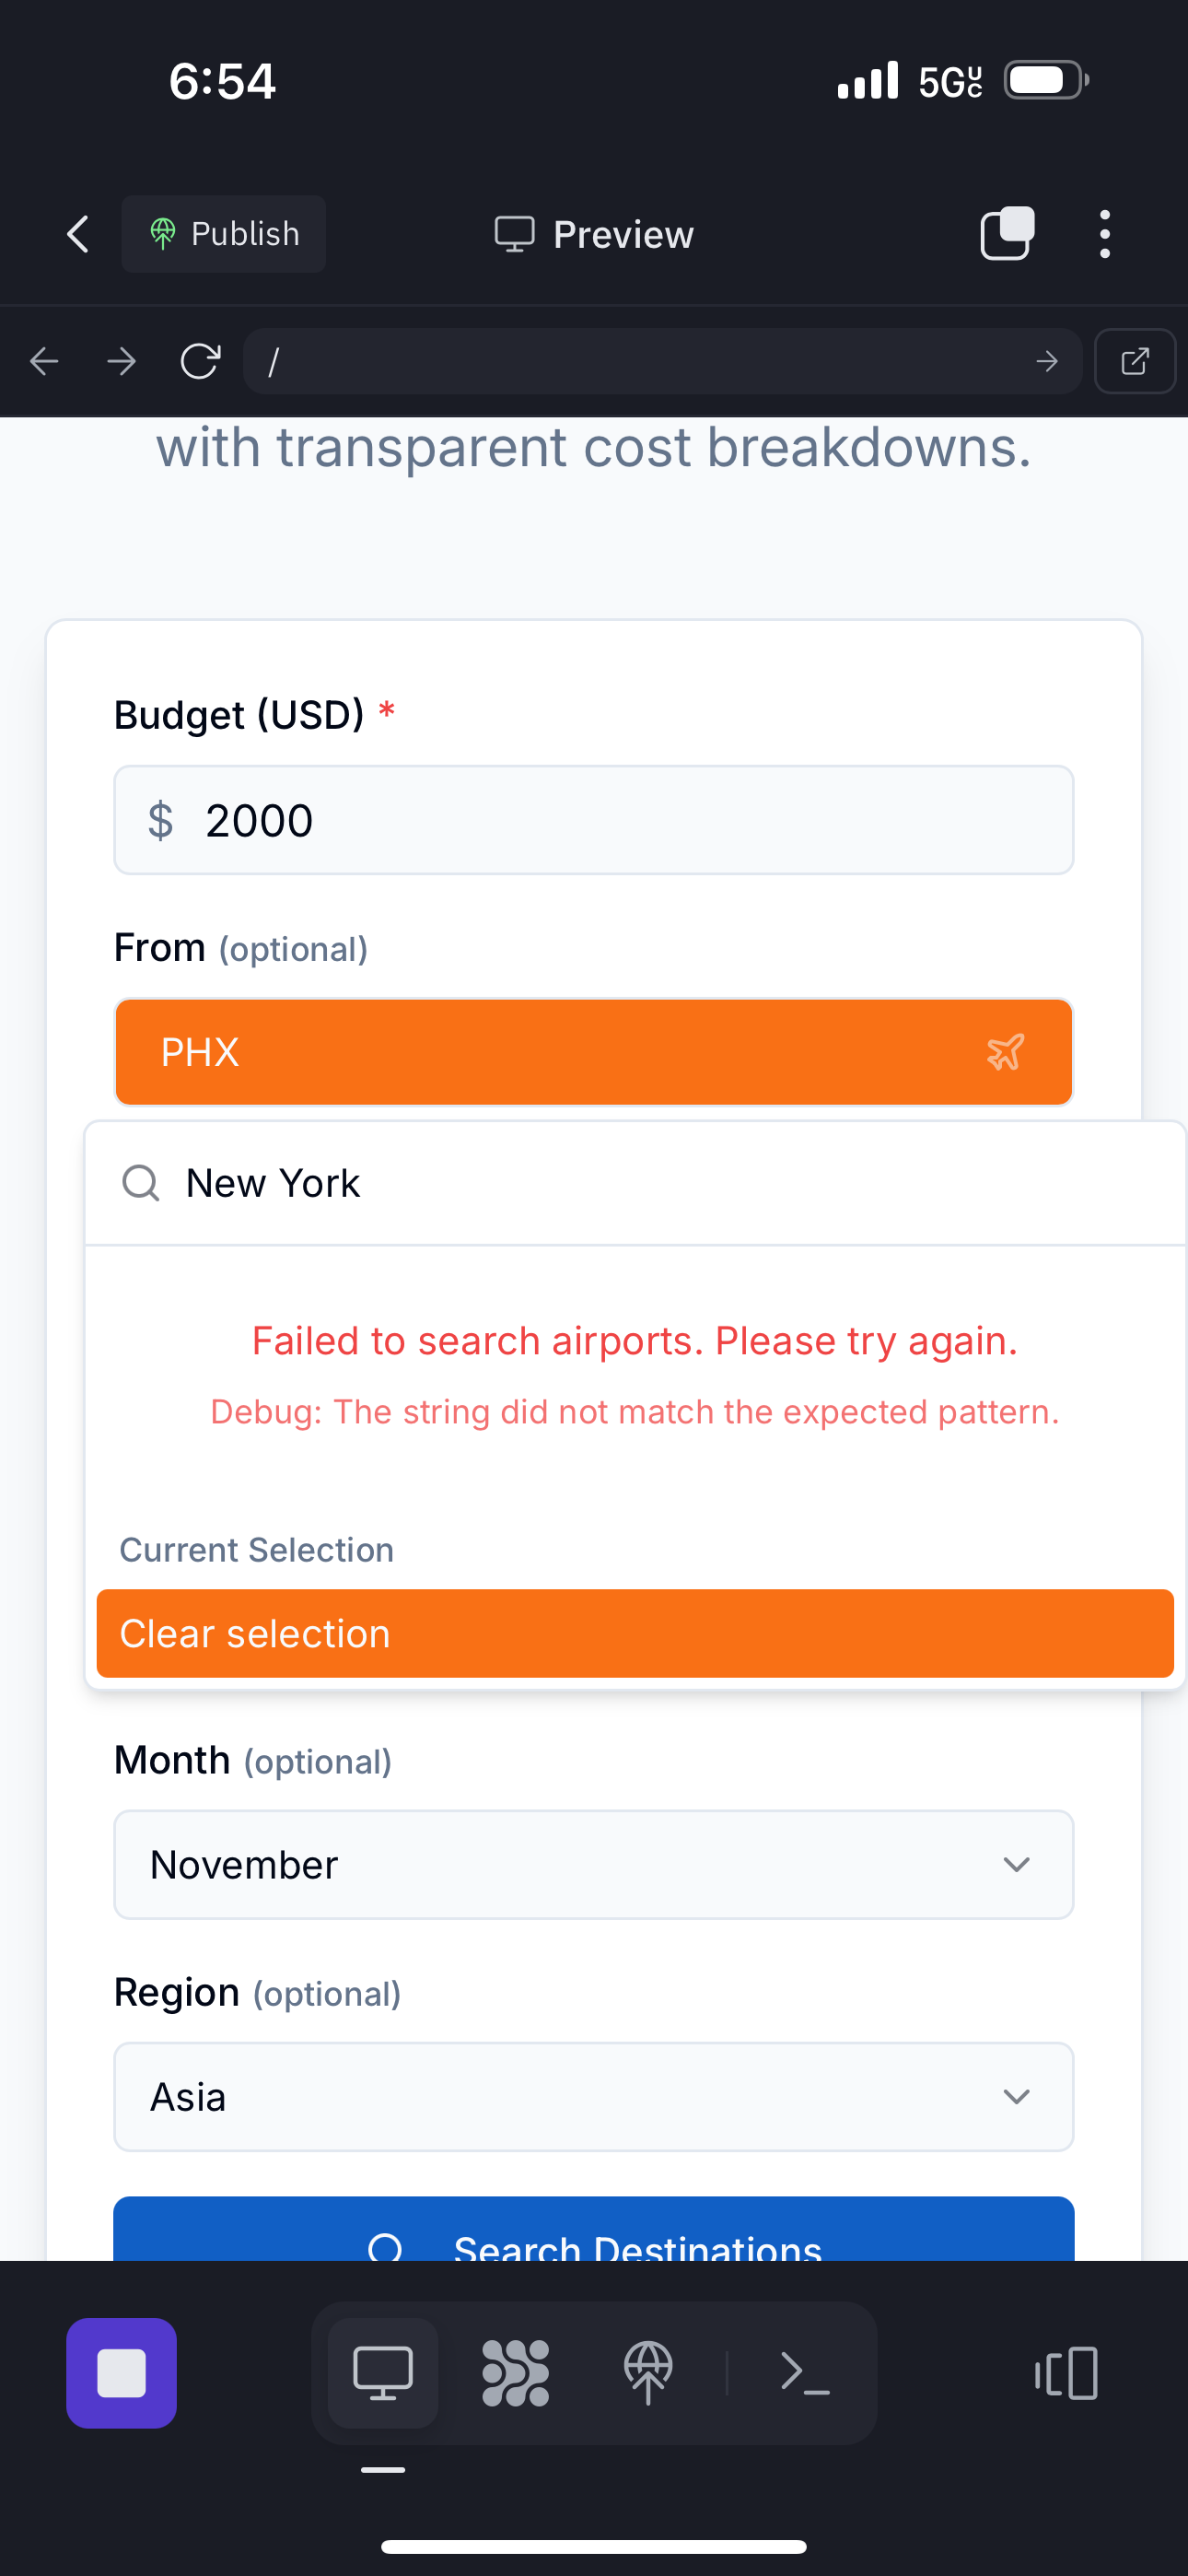 6:54
5GUC
Publish
Preview
/
with transparent cost breakdowns.
Budget (USD) *
$ 2000
From (optional)
PHX
New York
Failed to search airports. Please try again.
Debug: The string did not match the expected pattern.
Current Selection
Clear selection
Month (optional)
November
Region (optional)
Asia
Search Destinations